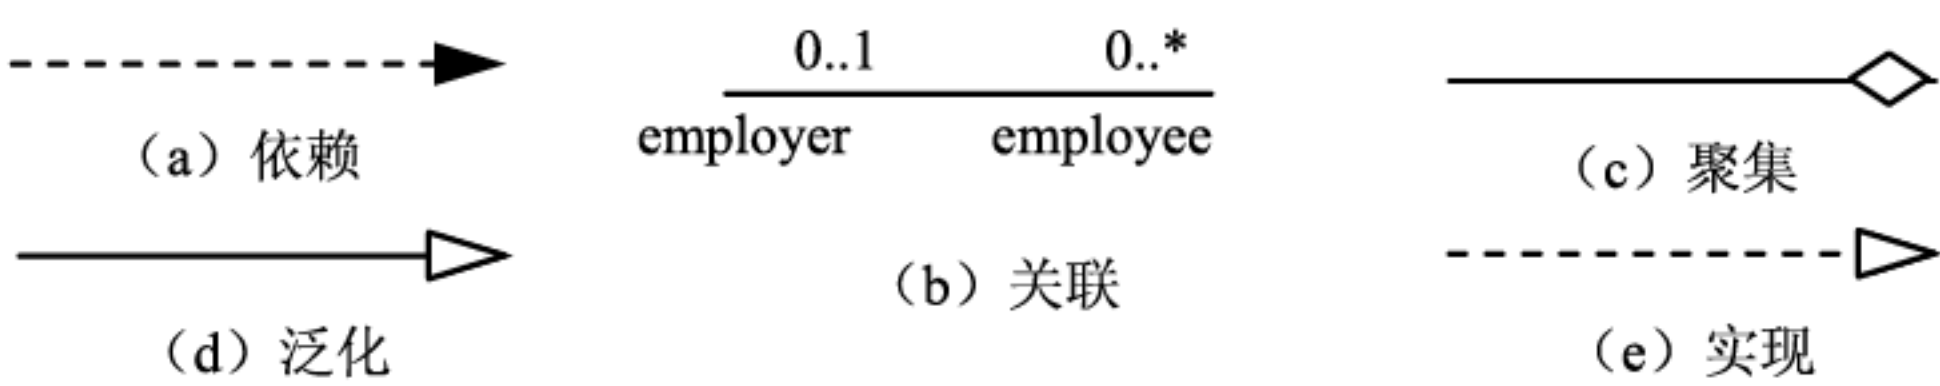 0..1 0..*
employer employee
（a）依赖
（b）关联
（c）聚集
（d）泛化
（e）实现